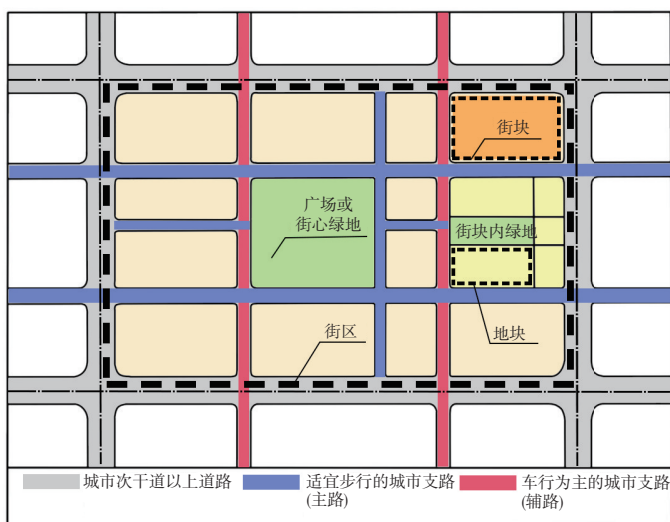 街块
广场或
街心绿地
街块内绿地
街区
地块
城市次干道以上道路
适宜步行的城市支路
(主路)
车行为主的城市支路
(辅路)